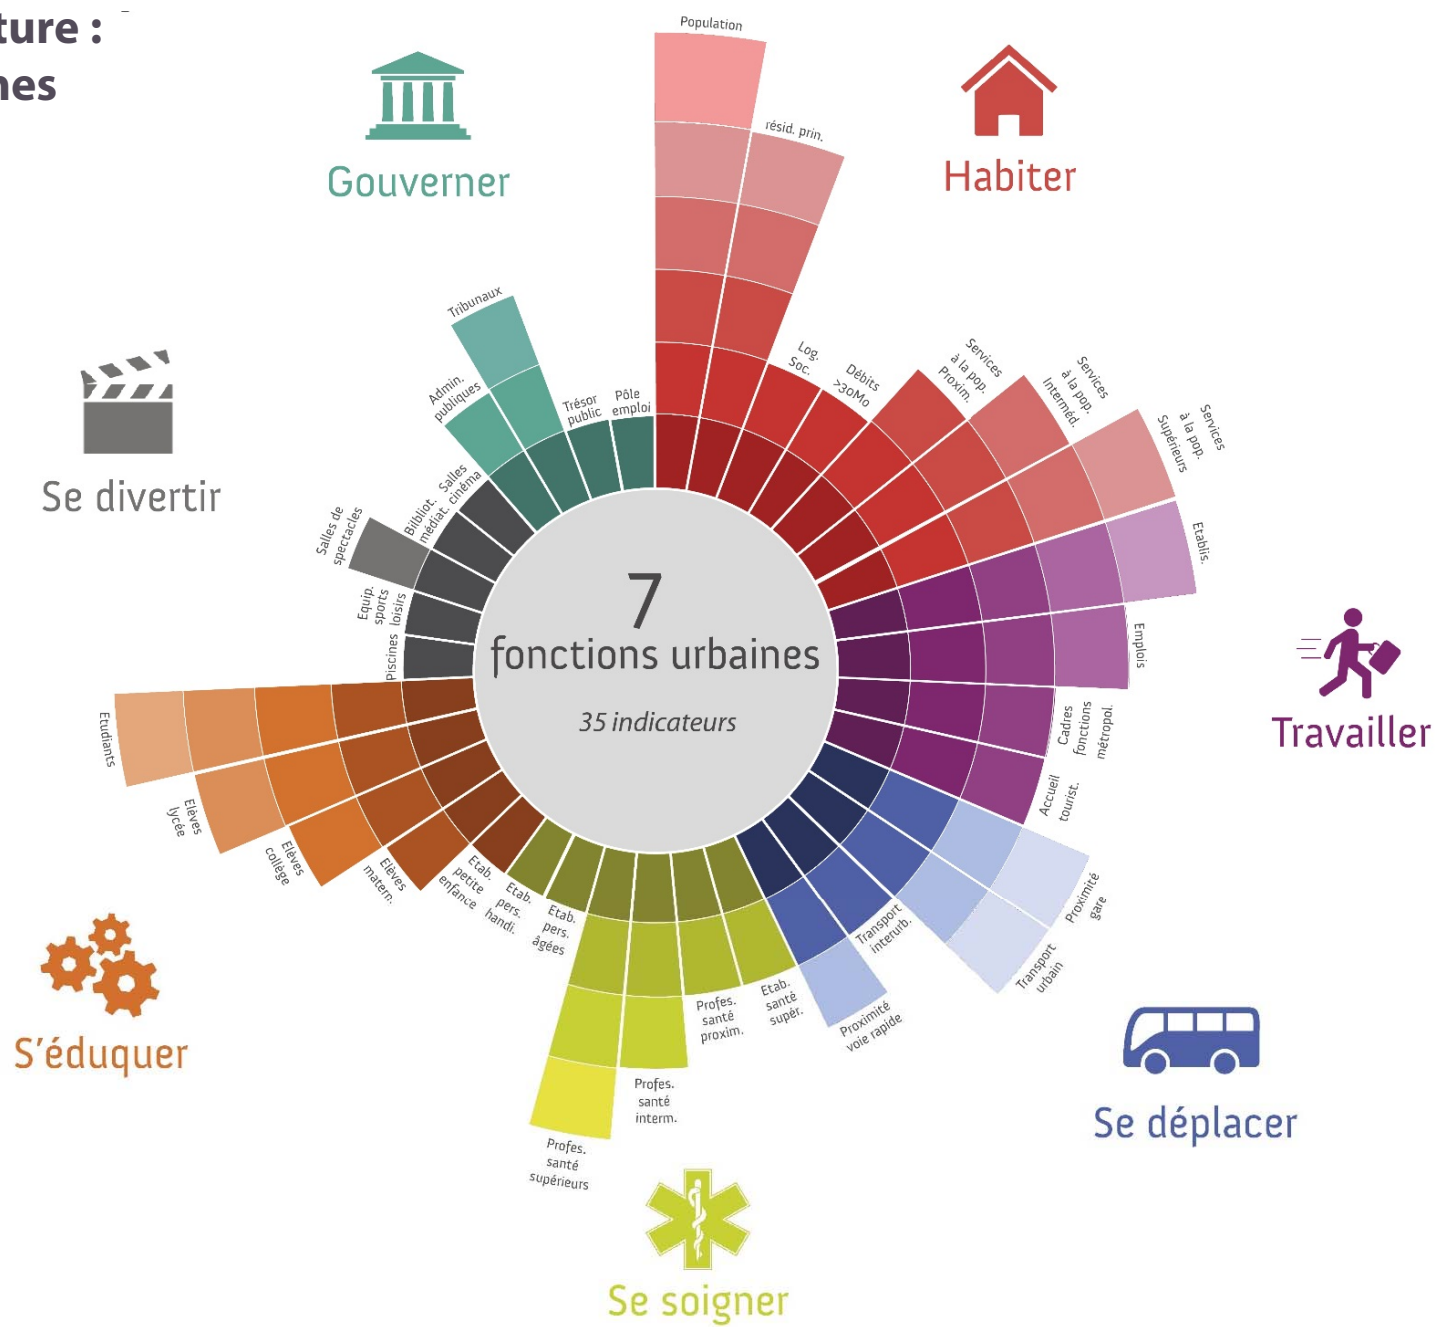 ture :
nes
Population
résid. prin.
Log.
Soc.
Débits
>30Mo
Services
à la pop.
Proxim.
Services
à la pop.
Interméd.
Services
à la pop.
Supérieurs
Habiter
Etablis.
Emplois
Cadres
fonctions
métropol.
Accueil
tourist.
Travailler
Proximité
gare
Transport
urbain
Transport
interurb.
Proximité
voie rapide
Se déplacer
Etab.
santé
supér.
Profes.
santé
proxim.
Profes.
santé
interm.
Profes.
santé
supérieurs
Etab.
pers.
âgées
Etab.
pers.
handi.
Se soigner
Etab.
petite
enfance
Elèves
matern.
Elèves
collège
Elèves
lycée
Etudiants
S'éduquer
Piscines
Equip.
sports
loisirs
Salles de
spectacles
Bilbliot.
médiat.
Salles
cinéma
Se divertir
Admin.
publiques
Tribunaux
Trésor
public
Pôle
emploi
Gouverner
7
fonctions urbaines
35 indicateurs